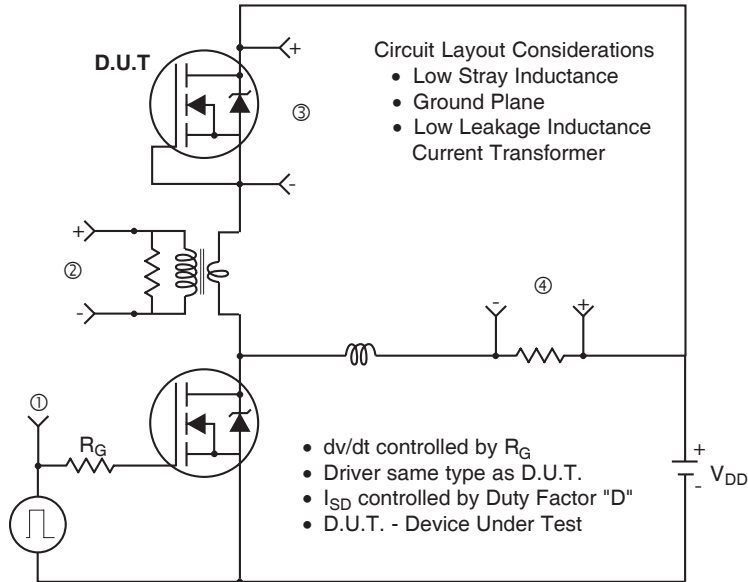 D.U.T
+
③
-
Circuit Layout Considerations
• Low Stray Inductance
• Ground Plane
• Low Leakage Inductance
Current Transformer
+
②
-
④
- +
①
RG
• dv/dt controlled by RG
• Driver same type as D.U.T.
• ISD controlled by Duty Factor "D"
• D.U.T. - Device Under Test
+
VDD
-